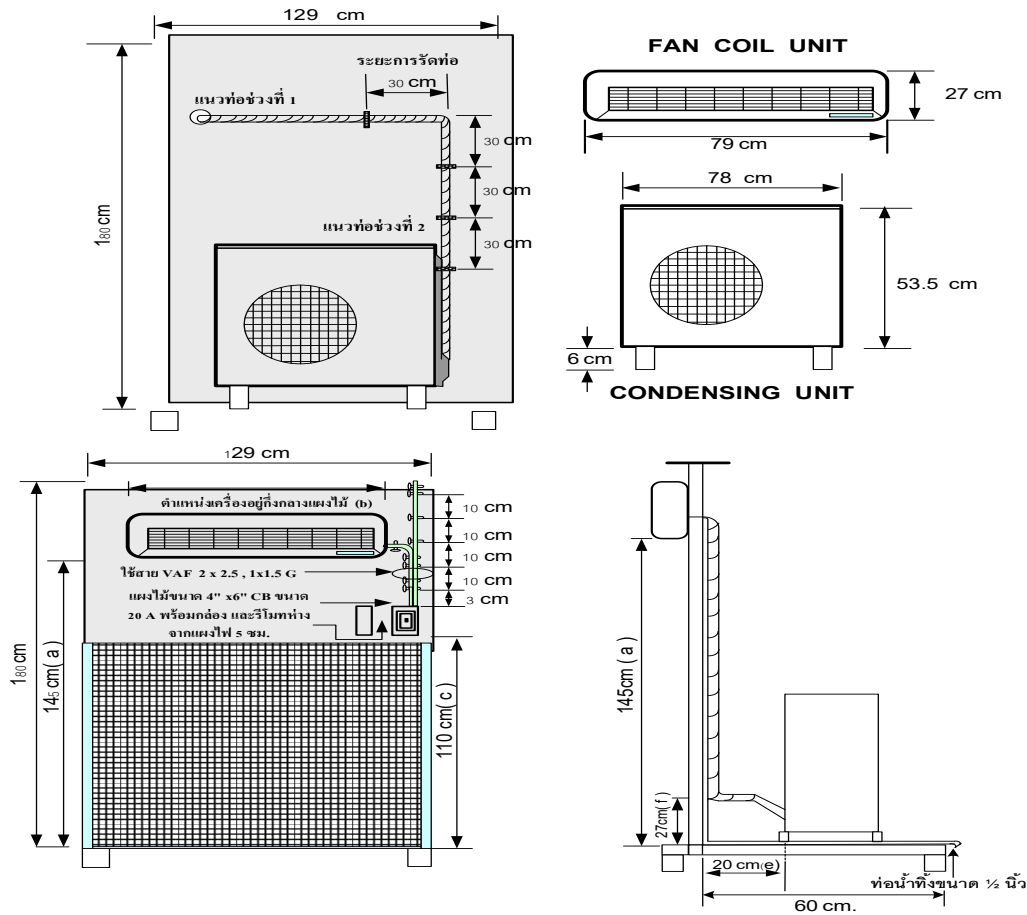 129 cm
ระยะการรัดท่อ
30 cm
แนวท่อช่วงที่ 1
30 cm
30 cm
แนวท่อช่วงที่ 2
30 cm
180 cm
FAN COIL UNIT
27 cm
79 cm
78 cm
53.5 cm
6 cm
CONDENSING UNIT
129 cm
ตำแหน่งเครื่องอยู่กึ่งกลางแผงไม้ (b)
10 cm
10 cm
10 cm
ใช้สาย VAF 2 x 2.5 , 1x1.5 G
10 cm
แผงไม้ขนาด 4" x6" CB ขนาด
3 cm
20 A พร้อมกล่อง และรีโมทห่าง
จากแผงไฟ 5 ซม.
180 cm
145 cm( a )
110 cm( c )
145cm ( a )
27cm( f )
20 cm(e)
ท่อน้ำทิ้งขนาด ½ นิ้ว
60 cm.